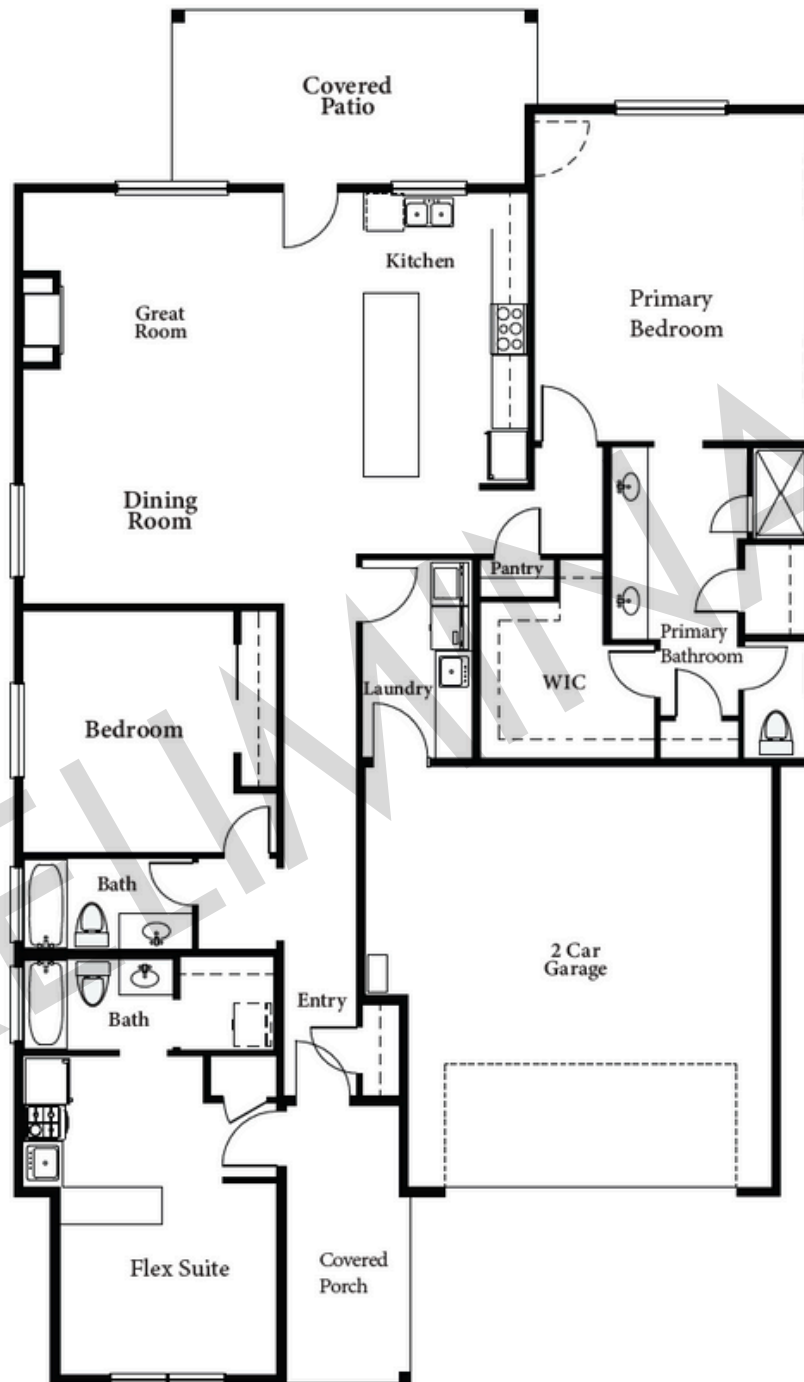 Covered
Patio
Kitchen
Great
Room
Primary
Bedroom
Dining
Room
Pantry
Primary
Bathroom
Laundry
WIC
Bedroom
Bath
2 Car
Garage
Entry
Bath
Flex Suite
Covered
Porch
ELIMINA